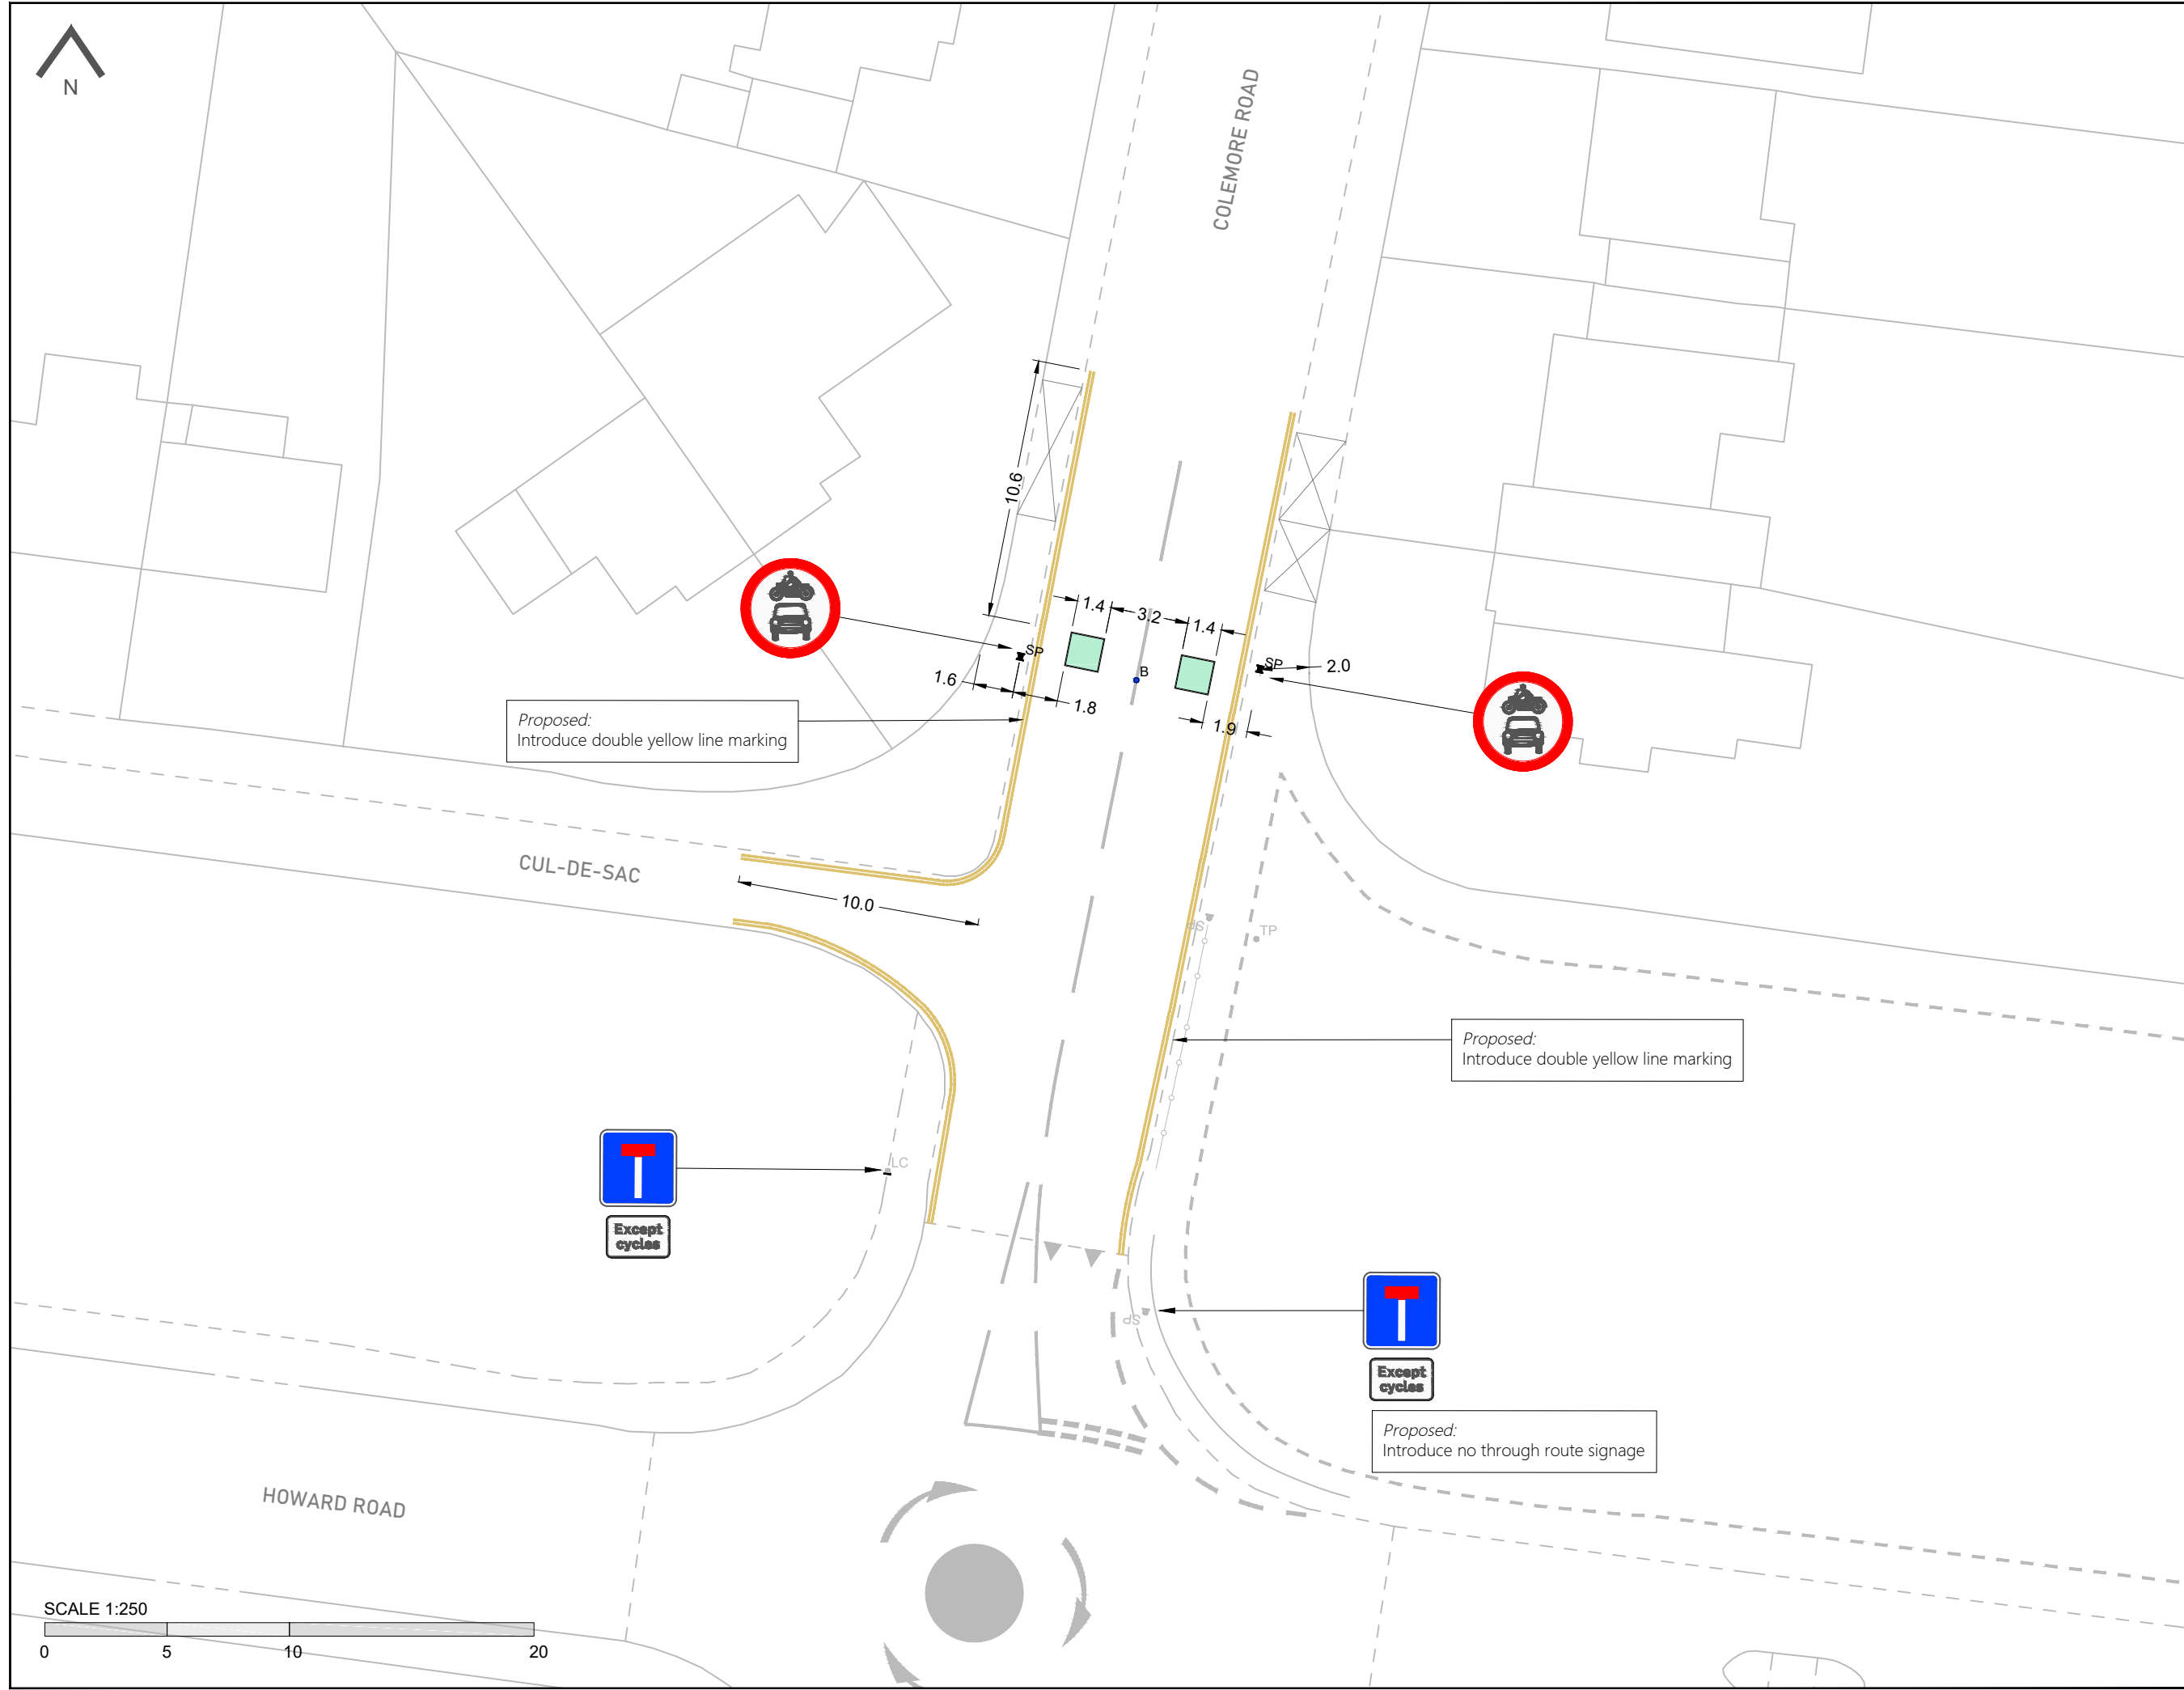 N
COLEMORE ROAD
10.6
1.4
3.2
1.4
SP
SP
2.0
B
1.6
1.8
1.9
Proposed:
Introduce double yellow line marking
CUL-DE-SAC
10.0
SP
TP
Proposed:
Introduce double yellow line marking
LC
Except
cycles
SP
Except
cycles
Proposed:
Introduce no through route signage
HOWARD ROAD
SCALE 1:250
0 5 10 20